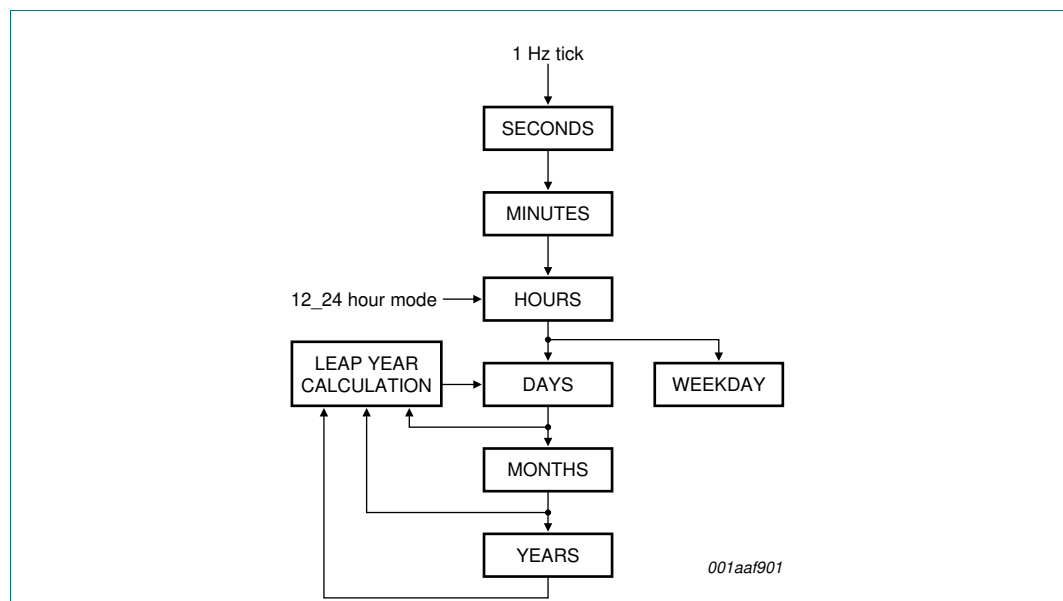 1 Hz tick
SECONDS
MINUTES
12_24 hour mode
HOURS
LEAP YEAR
CALCULATION
DAYS
WEEKDAY
MONTHS
YEARS
001aaf901